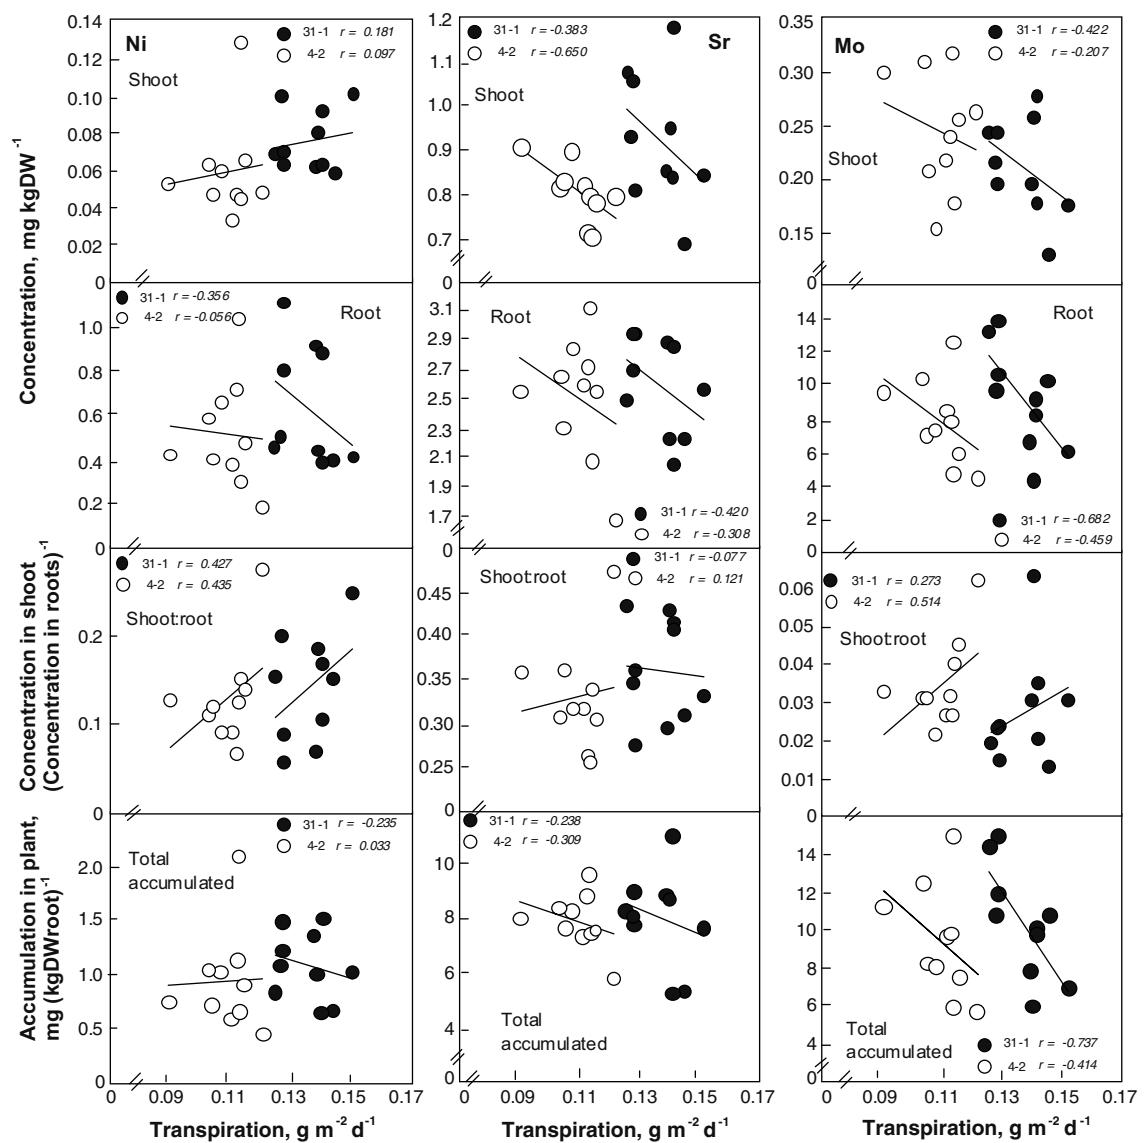 Ni
31-1 r = 0.181
4-2 r = 0.097
Shoot
0.14
0.12
0.10
0.08
0.06
0.04
0.02
0
Sr
31-1 r = -0.383
4-2 r = -0.650
Shoot
1.2
1.1
1.0
0.9
0.8
0.7
0
Mo
31-1 r = -0.422
4-2 r = -0.207
Shoot
0.35
0.30
0.25
0.20
0.15
0
Concentration, mg kgDW-1
31-1 r = -0.356
4-2 r = -0.056
Root
1.0
0.8
0.6
0.4
0.2
0
Root
3.1
2.9
2.7
2.5
2.3
2.1
1.9
1.7
0
31-1 r = -0.420
4-2 r = -0.308
Root
14
12
10
8
6
4
2
0
31-1 r = -0.682
4-2 r = -0.459
Concentration in shoot
(Concentration in roots)-1
31-1 r = 0.427
4-2 r = 0.435
Shoot:root
0.2
0.1
0
31-1 r = -0.077
4-2 r = 0.121
Shoot:root
0.45
0.40
0.35
0.30
0.25
0
31-1 r = 0.273
4-2 r = 0.514
Shoot:root
0.06
0.05
0.04
0.03
0.02
0.01
0
Accumulation in plant,
mg (kgDWroot)-1
31-1 r = -0.235
4-2 r = 0.033
Total
accumulated
2.0
1.5
1.0
0.5
0
31-1 r = -0.238
4-2 r = -0.309
10
8
6
4
0
Total
accumulated
14
12
10
8
6
4
0
Total
accumulated
31-1 r = -0.737
4-2 r = -0.414
0 0.09 0.11 0.13 0.15 0.17
0 0.09 0.11 0.13 0.15 0.17
0 0.09 0.11 0.13 0.15 0.17
Transpiration, g m-2 d-1
Transpiration, g m-2 d-1
Transpiration, g m-2 d-1